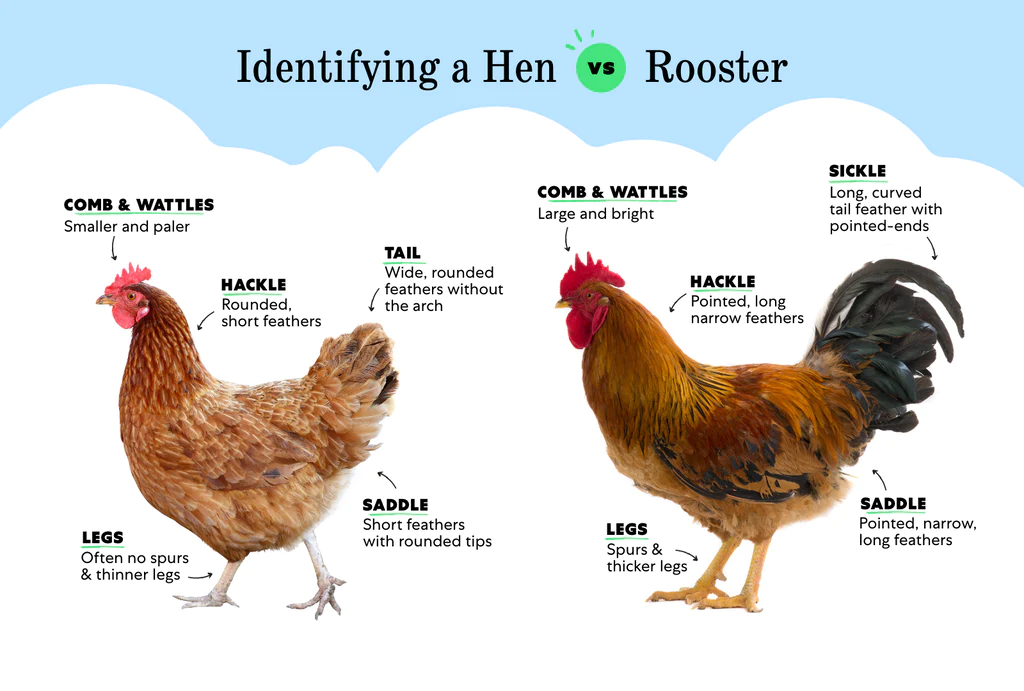 Identifying a Hen vs Rooster
COMB & WATTLES
Smaller and paler
HACKLE
Rounded,
short feathers
TAIL
Wide, rounded
feathers without
the arch
SADDLE
Short feathers
with rounded tips
LEGS
Often no spurs
& thinner legs
COMB & WATTLES
Large and bright
SICKLE
Long, curved
tail feather with
pointed-ends
HACKLE
Pointed, long
narrow feathers
SADDLE
Pointed, narrow,
long feathers
LEGS
Spurs &
thicker legs